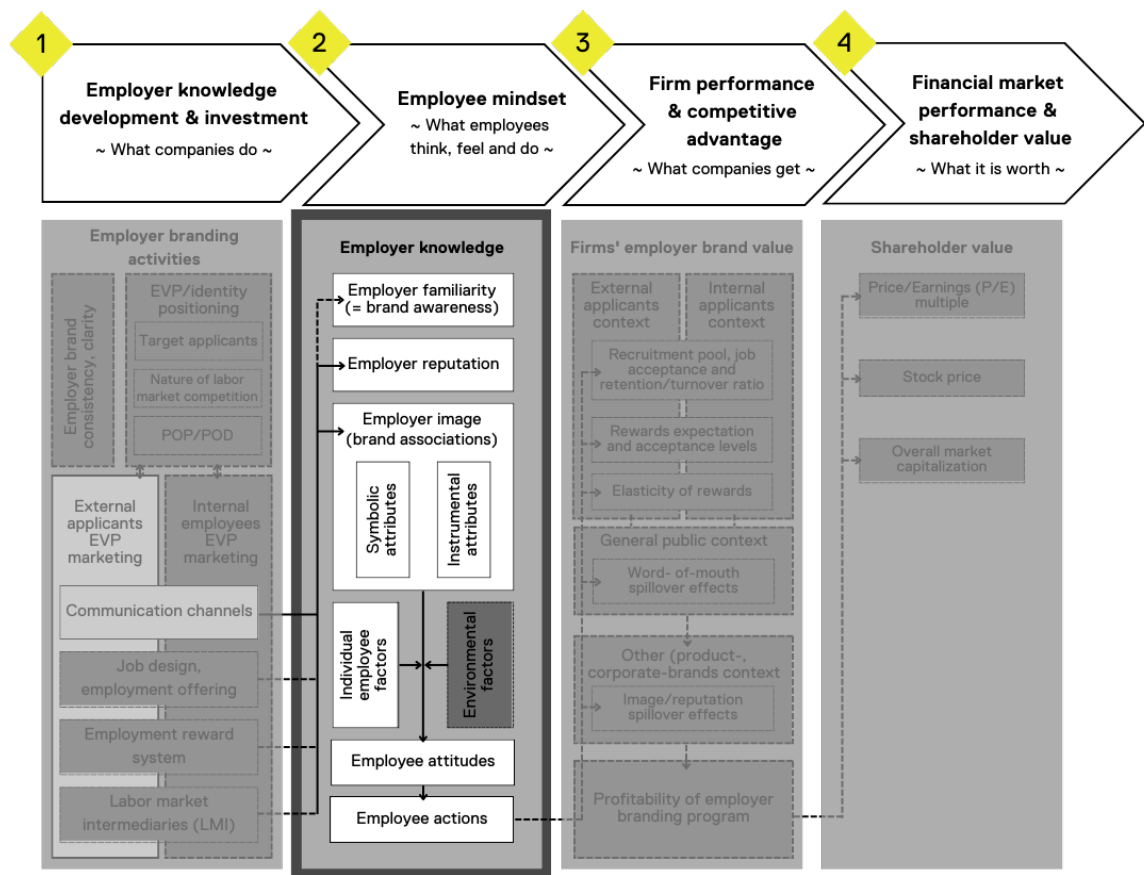 1
Employer knowledge
development & investment
~ What companies do ~
2
Employee mindset
~ What employees
think, feel and do ~
3
Firm performance
& competitive
advantage
~ What companies get ~
4
Financial market
performance &
shareholder value
~ What it is worth ~
Employer branding
activities
Employer brand
consistency, clarity
EVP/identity
positioning
Target applicants
Nature of labor
market competition
POP/POD
External
applicants
EVP
marketing
Internal
employees
EVP
marketing
Communication channels
Job design,
employment offering
Employment reward
system
Labor market
intermediaries (LMI)
Employer knowledge
Employer familiarity
(= brand awareness)
Employer reputation
Employer image
(brand associations)
Symbolic
attributes
Instrumental
attributes
Individual
employee
factors
Environmental
factors
Employee attitudes
Employee actions
Firms' employer brand value
External
applicants
context
Internal
applicants
context
Recruitment pool, job
acceptance and
retention/turnover ratio
Rewards expectation
and acceptance levels
Elasticity of rewards
General public context
Word- of-mouth
spillover effects
Other (product-,
corporate-brands context
Image/reputation
spillover effects
Profitability of employer
branding program
Shareholder value
Price/Earnings (P/E)
multiple
Stock price
Overall market
capitalization